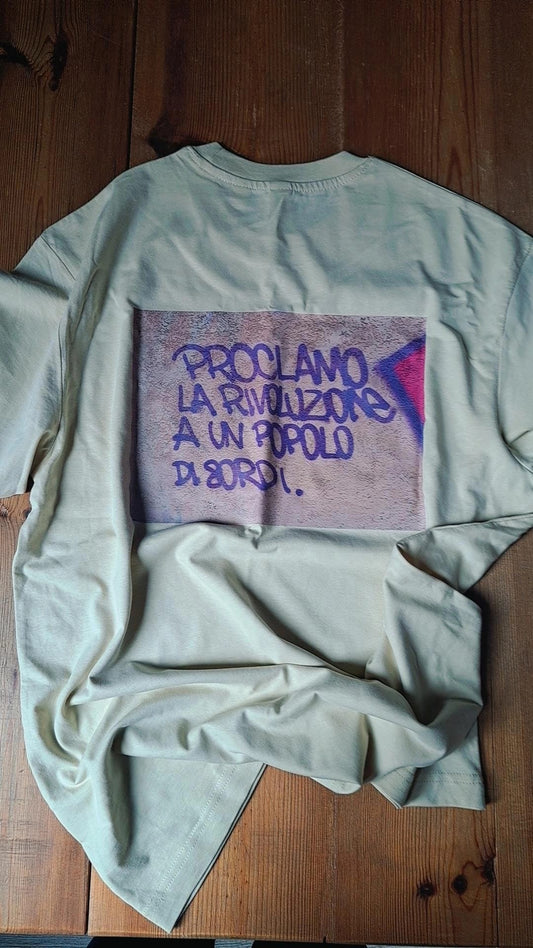 PROCLAMO
LA RIVOLUZIONe
A UN POPOLO
DI SORDI.